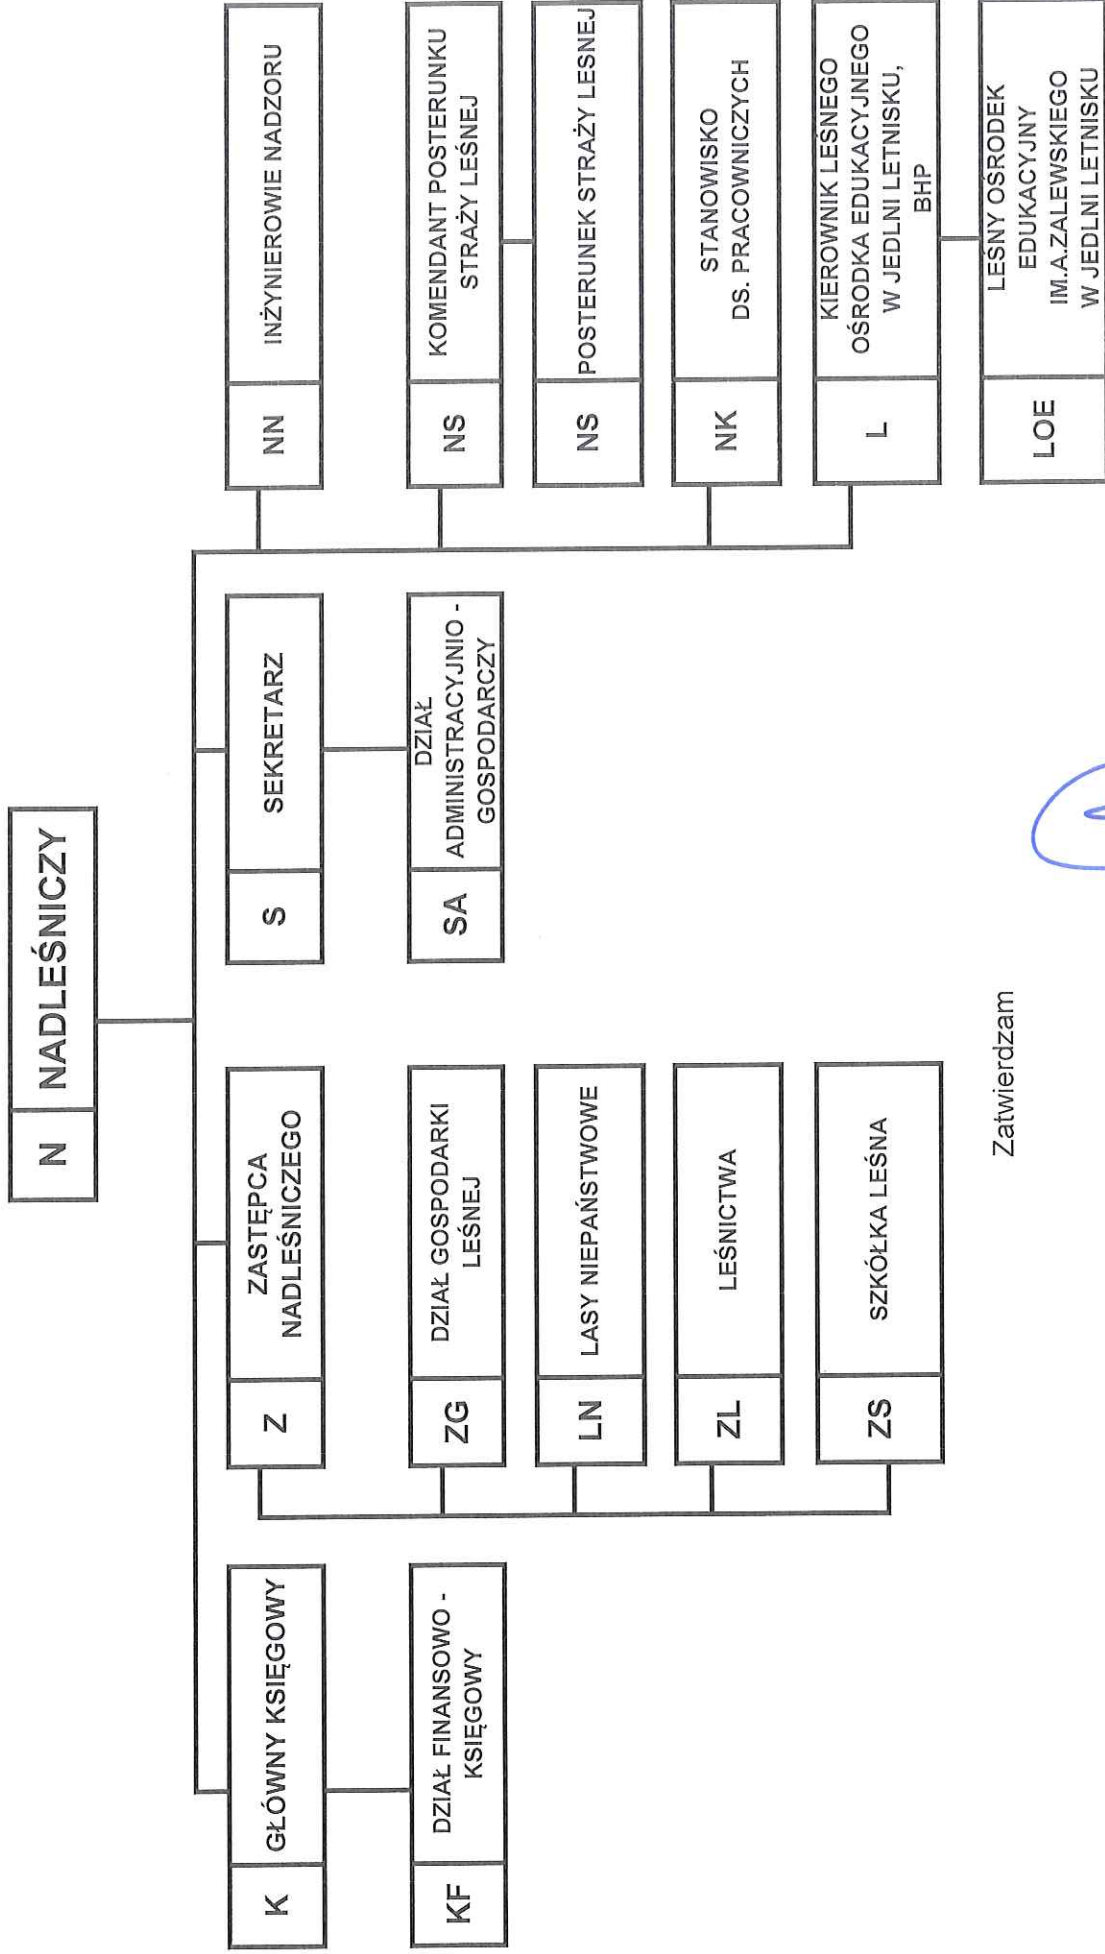 N NADLEŚNICZY
K GŁÓWNY KSIĘGOWY
KF DZIAŁ FINANSOWO -
KSIĘGOWY
Z ZASTĘPCA
NADLEŚNICZEGO
ZG DZIAŁ GOSPODARKI
LEŚNEJ
LN LASY NIEPAŃSTWOWE
ZL LEŚNICTWA
ZS SZKÓŁKA LEŚNA
S SEKRETARZ
SA DZIAŁ
ADMINISTRACYJNIO -
GOSPODARCZY
NN INŻYNIEROWIE NADZORU
NS KOMENDANT POSTERUNKU
STRAŻY LEŚNEJ
NS POSTERUNEK STRAŻY LESNEJ
NK STANOWISKO
DS. PRACOWNICZYCH
L KIEROWNIK LESNEGO
OŚRODKA EDUKACYJNEGO
W JEDLNI LETNISKU,
BHP
LOE LEŚNY OŚRODEK
EDUKACYJNY
IM.A.ZALEWSKIEGO
W JEDLNI LETNISKU
Zatwierdzam